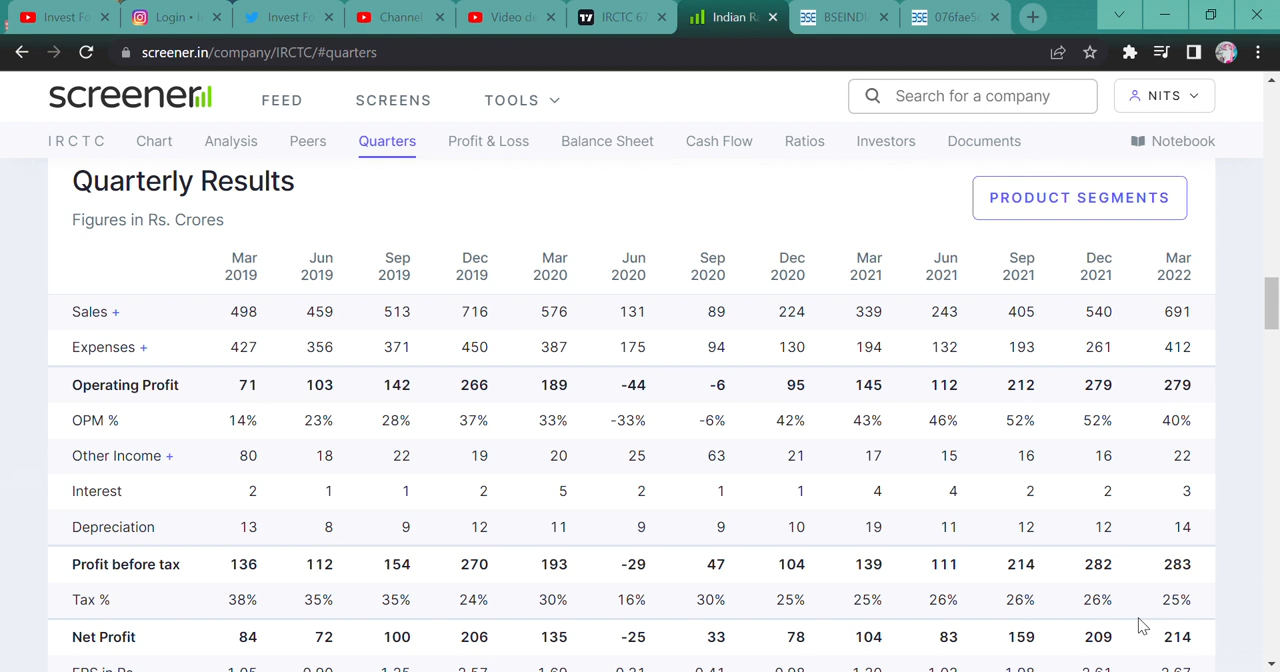 Invest Fo
Login •
Invest Fo
Channel
Video de
IRCTC 67
Indian Ra
BSEINDI
076fae5
screener.in/company/IRCTC/#quarters
screener
FEED
SCREENS
TOOLS
Search for a company
NITS
I R C T C
Chart
Analysis
Peers
Quarters
Profit & Loss
Balance Sheet
Cash Flow
Ratios
Investors
Documents
Notebook
Quarterly Results
PRODUCT SEGMENTS
Figures in Rs. Crores
Mar Jun Sep Dec Mar Jun Sep Dec Mar Jun Sep Dec Mar
2019 2019 2019 2019 2020 2020 2020 2020 2021 2021 2021 2021 2022
Sales + 498 459 513 716 576 131 89 224 339 243 405 540 691
Expenses + 427 356 371 450 387 175 94 130 194 132 193 261 412
Operating Profit 71 103 142 266 189 -44 -6 95 145 112 212 279 279
OPM % 14% 23% 28% 37% 33% -33% -6% 42% 43% 46% 52% 52% 40%
Other Income + 80 18 22 19 20 25 63 21 17 15 16 16 22
Interest 2 1 1 2 5 2 1 1 4 4 2 2 3
Depreciation 13 8 9 12 11 9 9 10 19 11 12 12 14
Profit before tax 136 112 154 270 193 -29 47 104 139 111 214 282 283
Tax % 38% 35% 35% 24% 30% 16% 30% 25% 25% 26% 26% 26% 25%
Net Profit 84 72 100 206 135 -25 33 78 104 83 159 209 214